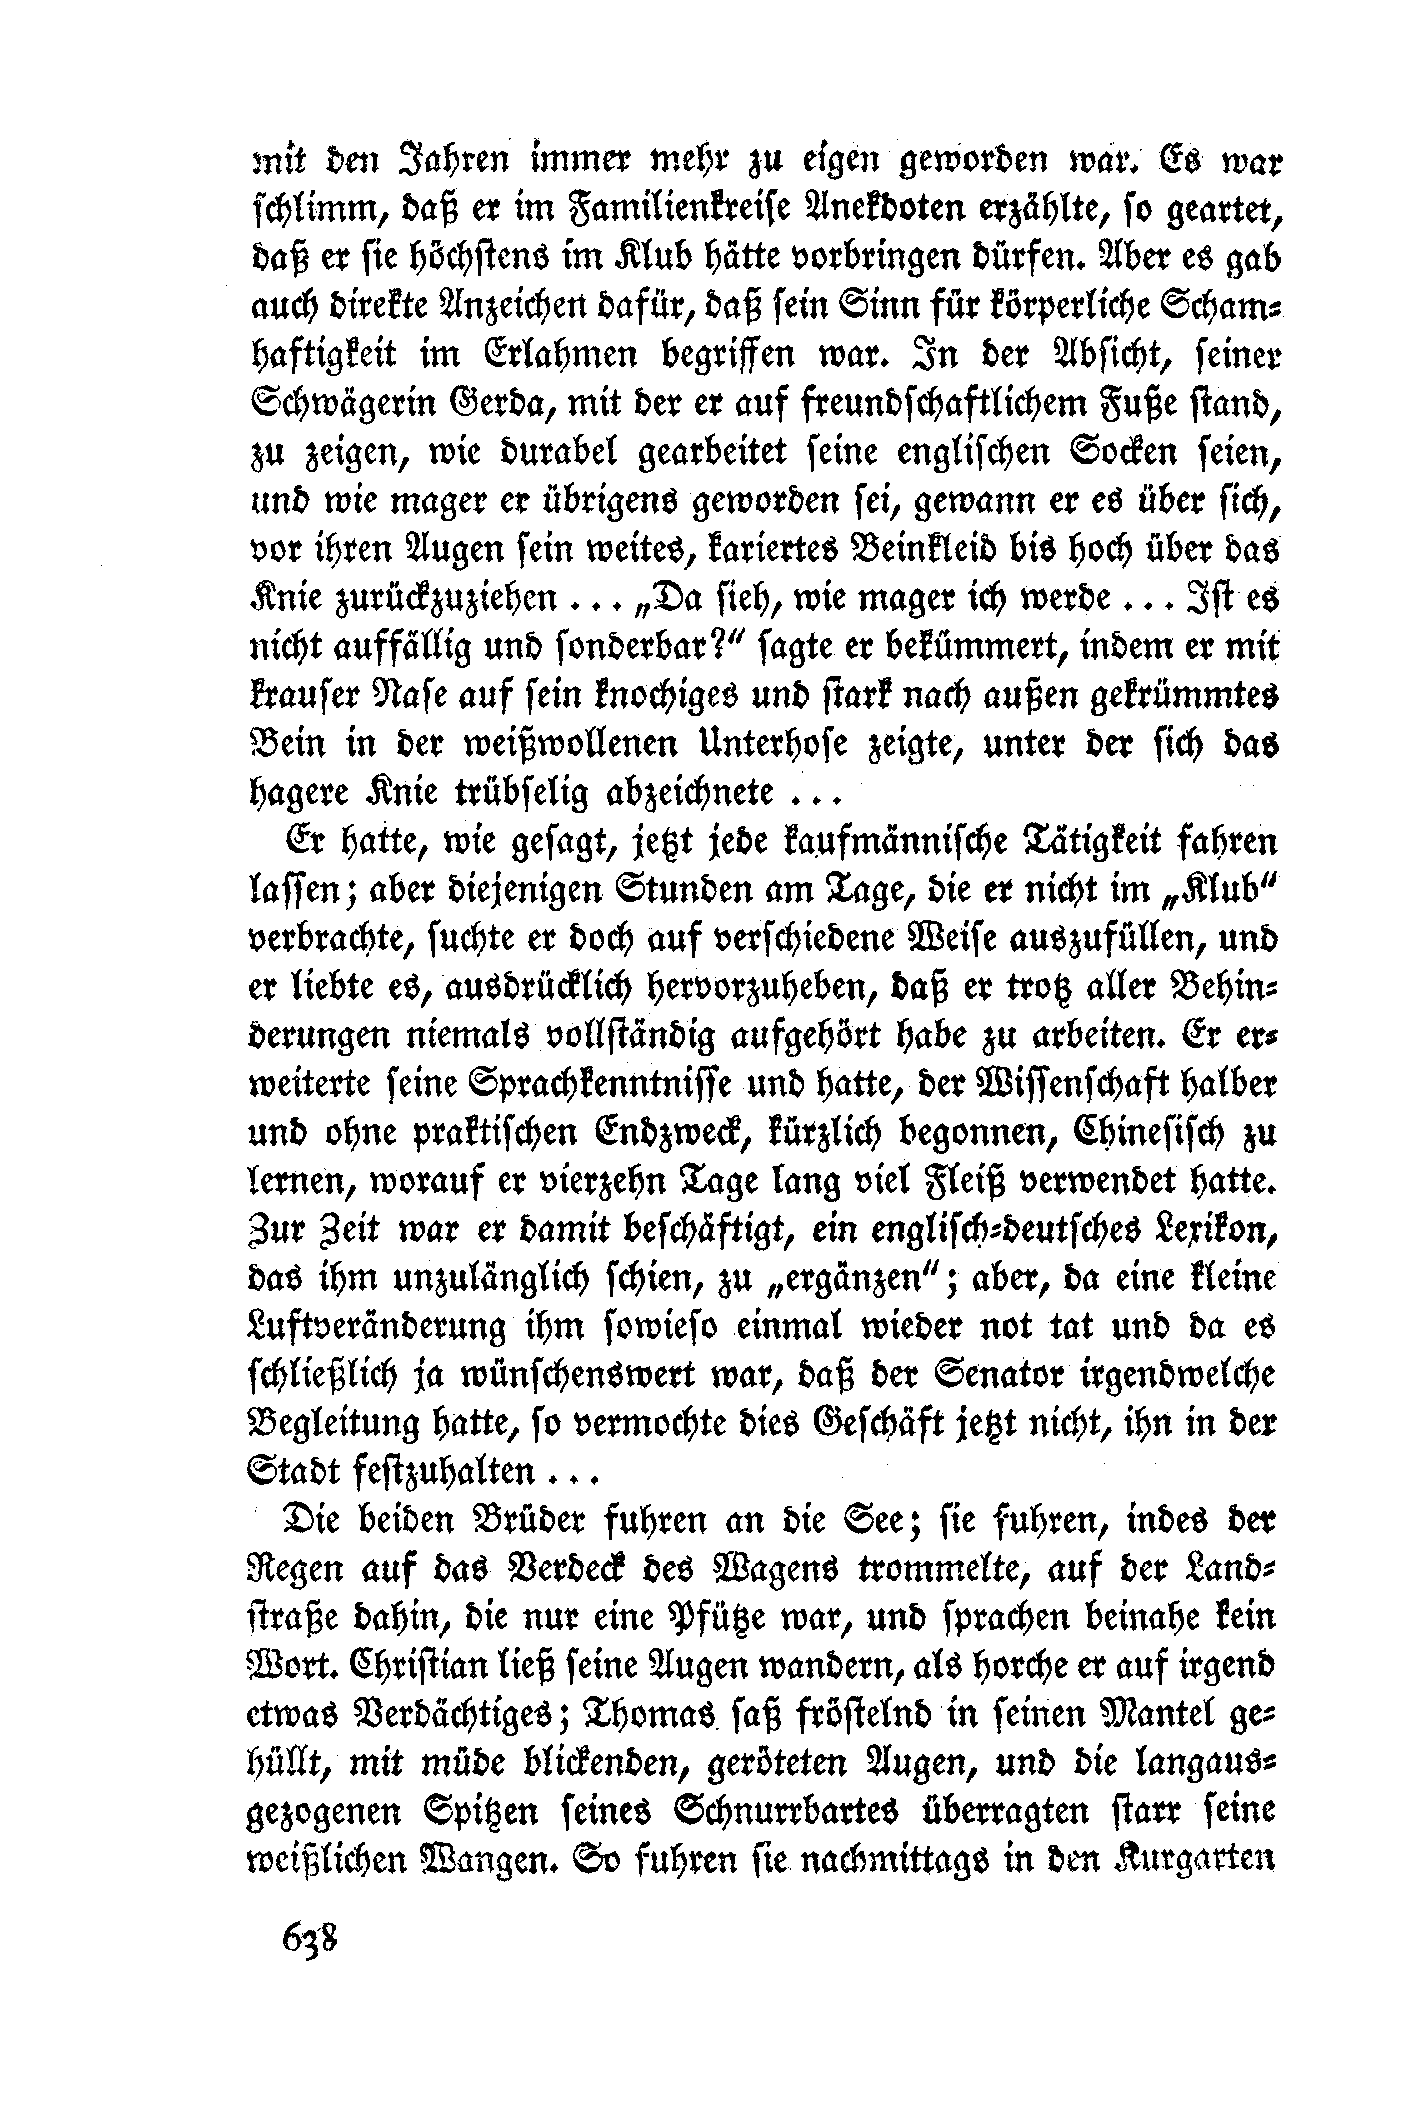 mit den Jahren immer mehr zu eigen geworden war. Es war
schlimm, daß er im Familienkreise Anekdoten erzählte, so geartet,
daß er sie höchstens im Klub hätte vorbringen dürfen. Aber es gab
auch direkte Anzeichen dafür, daß sein Sinn für körperliche Scham-
haftigkeit im Erlahmen begriffen war. In der Absicht, seiner
Schwägerin Gerda, mit der er auf freundschaftlichem Fuße stand,
zu zeigen, wie durabel gearbeitet seine englischen Socken seien,
und wie mager er übrigens geworden sei, gewann er es über sich,
vor ihren Augen sein weites, kariertes Beinkleid bis hoch über das
Knie zurückzuziehen ... „Da sieh, wie mager ich werde ... Ist es
nicht auffällig und sonderbar?“ sagte er bekümmert, indem er mit
krauser Nase auf sein knochiges und stark nach außen gekrümmtes
Bein in der weißwollenen Unterhose zeigte, unter der sich das
hagere Knie trübselig abzeichnete ...
Er hatte, wie gesagt, jetzt jede kaufmännische Tätigkeit fahren
lassen; aber diejenigen Stunden am Tage, die er nicht im „Klub“
verbrachte, suchte er doch auf verschiedene Weise auszufüllen, und
er liebte es, ausdrücklich hervorzuheben, daß er trotz aller Behin-
derungen niemals vollständig aufgehört habe zu arbeiten. Er er-
weiterte seine Sprachkenntnisse und hatte, der Wissenschaft halber
und ohne praktischen Endzweck, kürzlich begonnen, Chinesisch zu
lernen, worauf er vierzehn Tage lang viel Fleiß verwendet hatte.
Zur Zeit war er damit beschäftigt, ein englisch-deutsches Lexikon,
das ihm unzulänglich schien, zu „ergänzen“; aber, da eine kleine
Luftveränderung ihm sowieso einmal wieder not tat und da es
schließlich ja wünschenswert war, daß der Senator irgendwelche
Begleitung hatte, so vermochte dies Geschäft jetzt nicht, ihn in der
Stadt festzuhalten ...
Die beiden Brüder fuhren an die See; sie fuhren, indes der
Regen auf das Verdeck des Wagens trommelte, auf der Land-
straße dahin, die nur eine Pfütze war, und sprachen beinahe kein
Wort. Christian ließ seine Augen wandern, als horche er auf irgend
etwas Verdächtiges; Thomas saß fröstelnd in seinen Mantel ge-
hüllt, mit müde blickenden, geröteten Augen, und die langaus-
gezogenen Spitzen seines Schnurrbartes überragten starr seine
weißlichen Wangen. So fuhren sie nachmittags in den Kurgarten
638